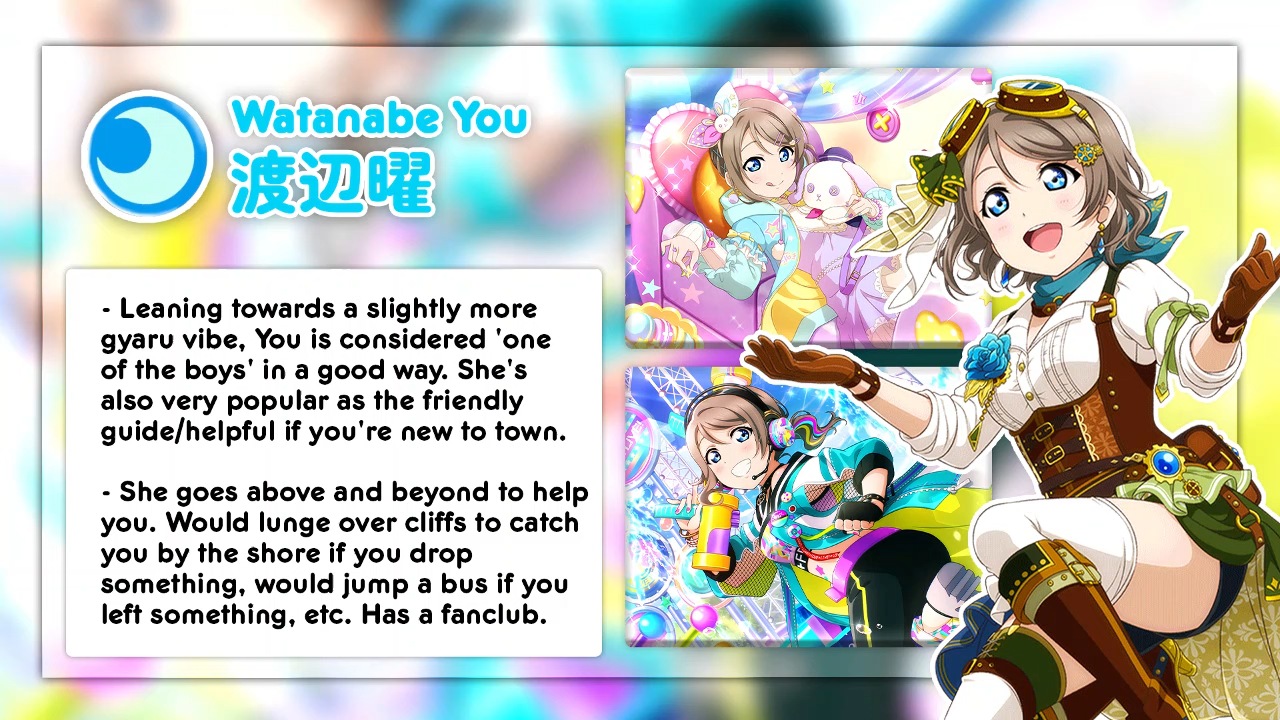 Watanabe You
渡辺曜
- Leaning towards a slightly more
gyaru vibe, You is considered 'one
of the boys' in a good way. She's
also very popular as the friendly
guide/helpful if you're new to town.
- She goes above and beyond to help
you. Would lunge over cliffs to catch
you by the shore if you drop
something, would jump a bus if you
left something, etc. Has a fanclub.